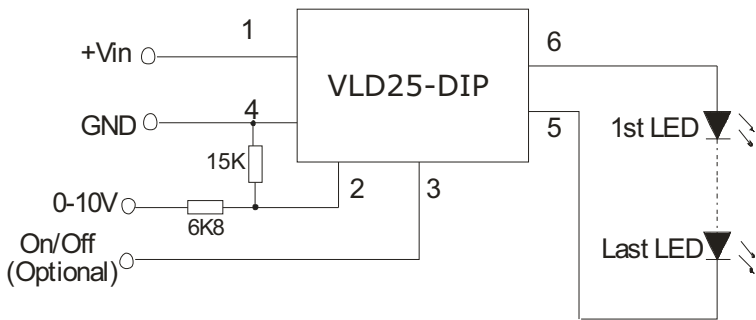 1
+Vin
VLD25-DIP
6
GND
4
5
1st LED
15K
0-10V
6K8
2
3
On/Off
(Optional)
Last LED